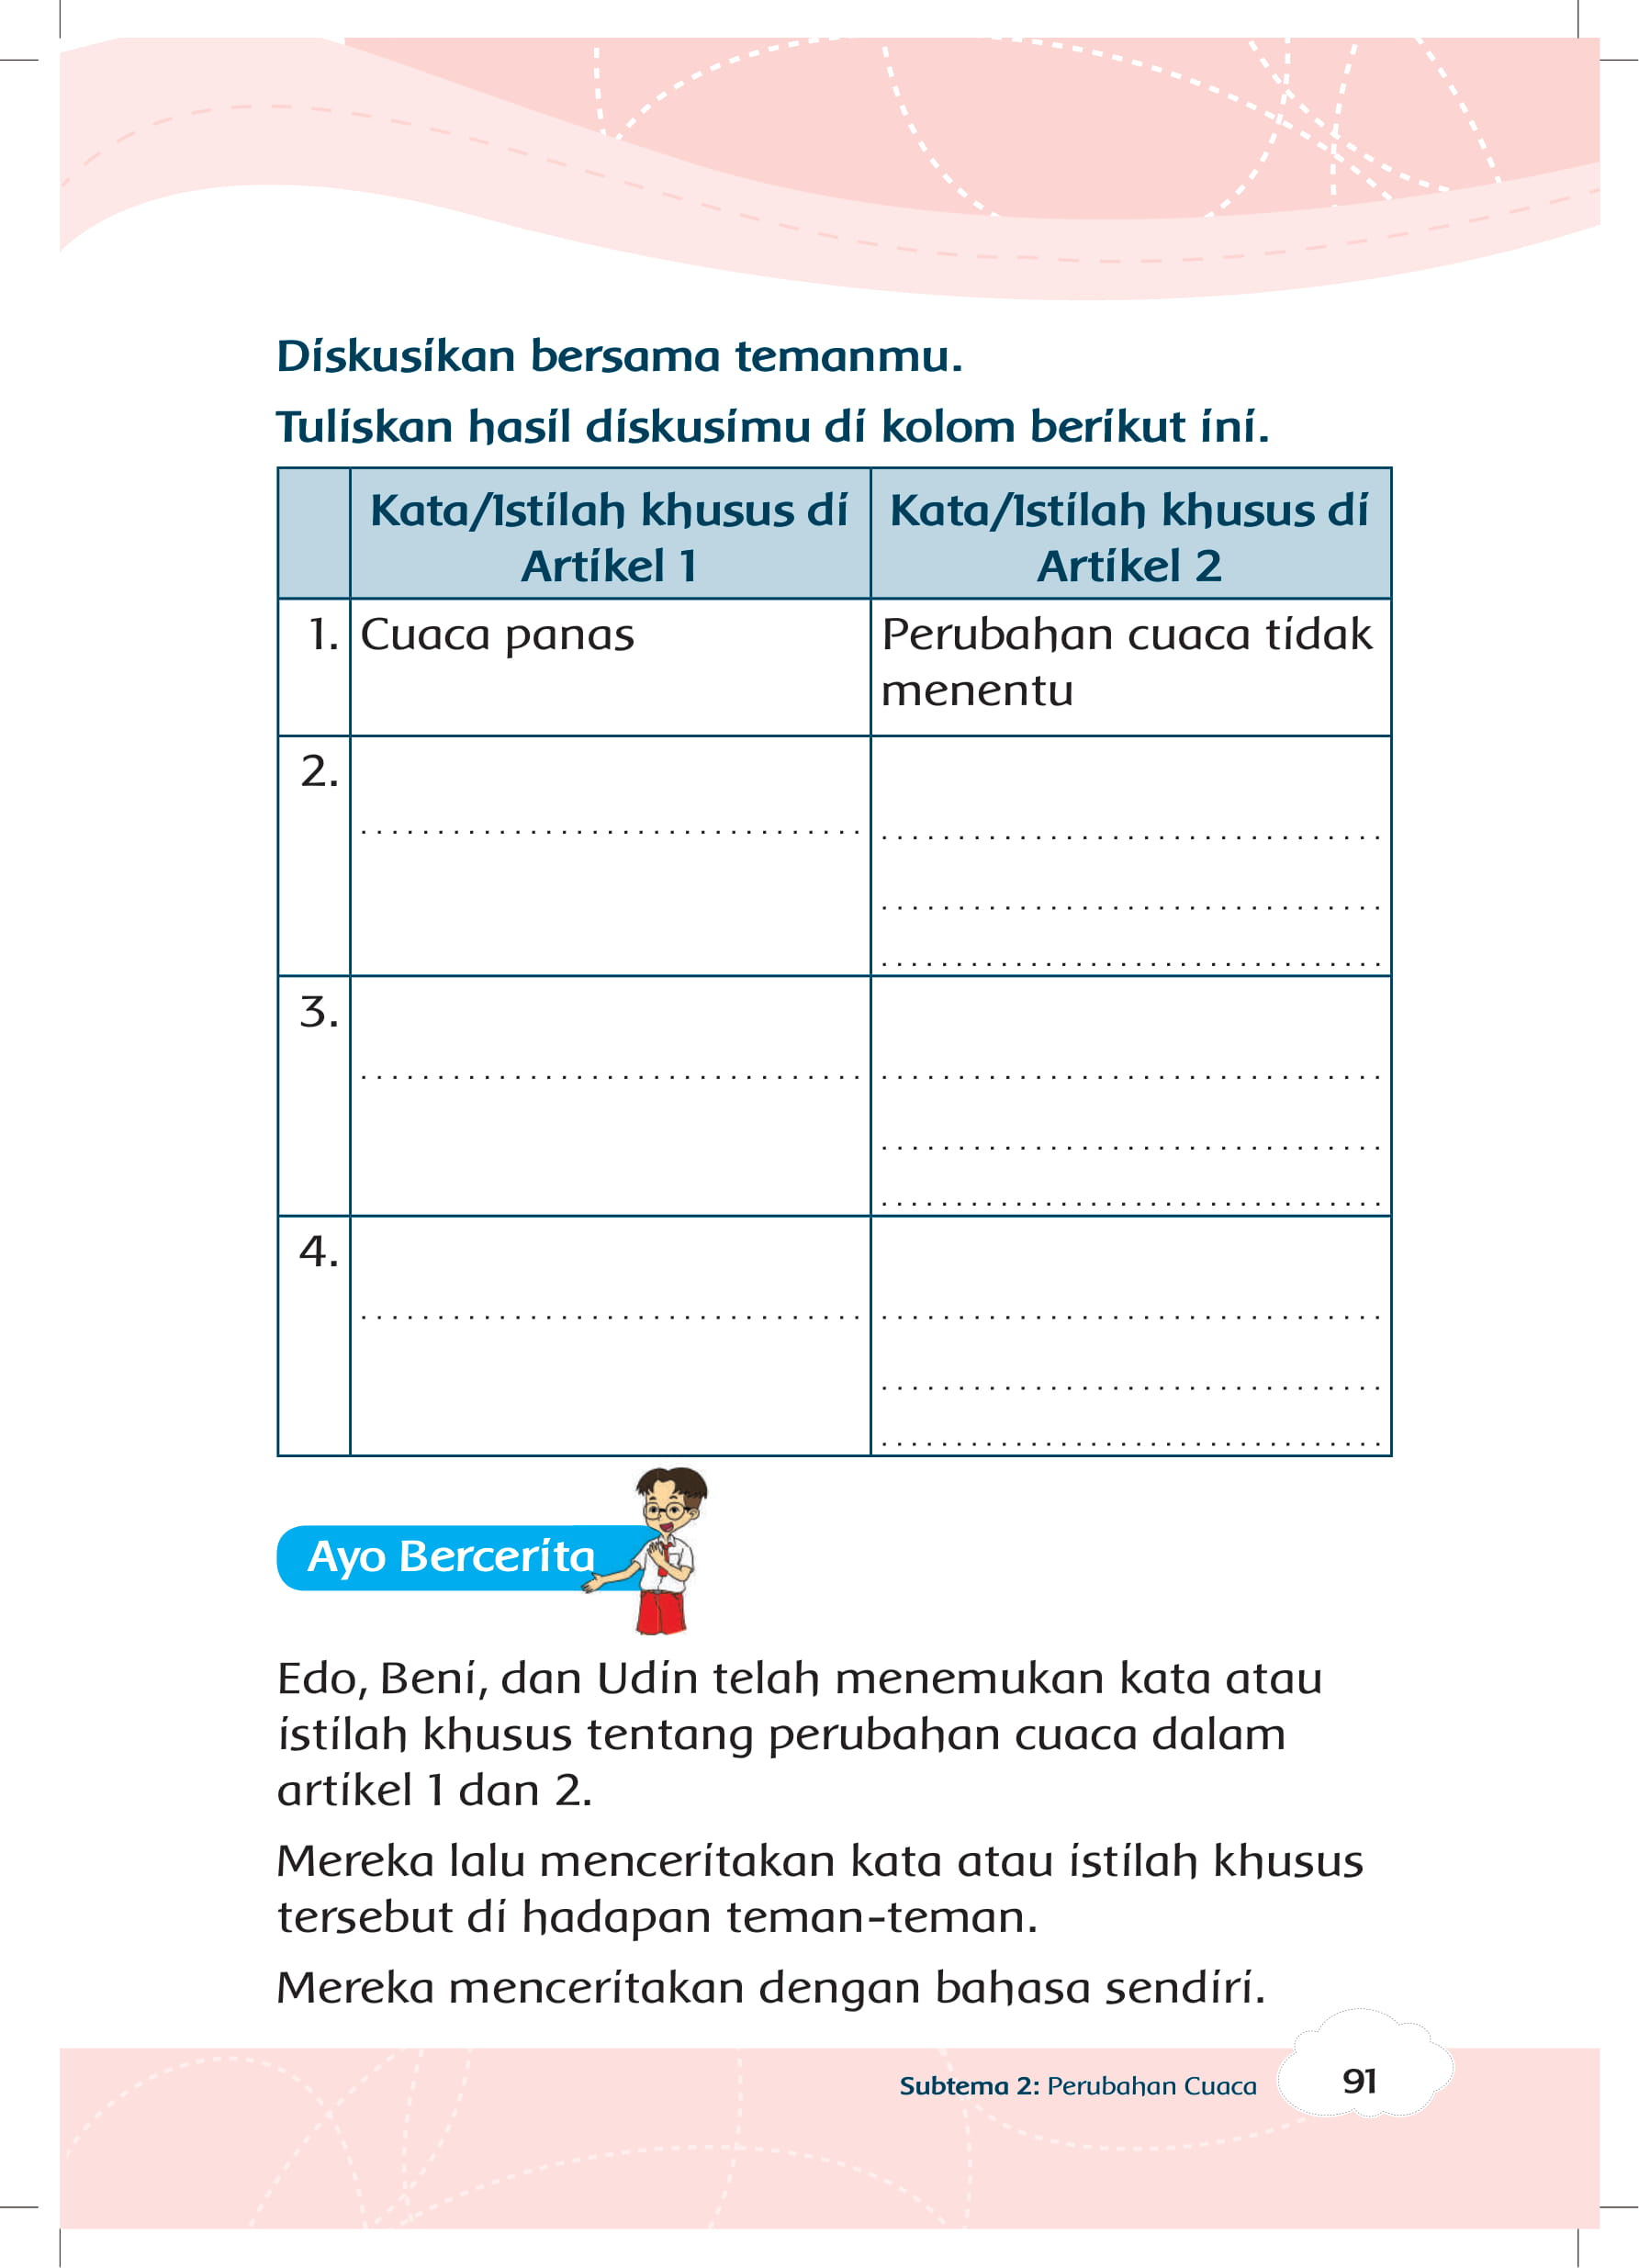 Diskusikan bersama temanmu.
Tuliskan hasil diskusimu di kolom berikut ini.
Kata/Istilah khusus di
Artikel 1
Kata/Istilah khusus di
Artikel 2
1.
Cuaca panas
Perubahan cuaca tidak
menentu
2.
3.
4.
Ayo Bercerita
Edo, Beni, dan Udin telah menemukan kata atau
istilah khusus tentang perubahan cuaca dalam
artikel 1 dan 2.
Mereka lalu menceritakan kata atau istilah khusus
tersebut di hadapan teman-teman.
Mereka menceritakan dengan bahasa sendiri.
Subtema 2: Perubahan Cuaca
91